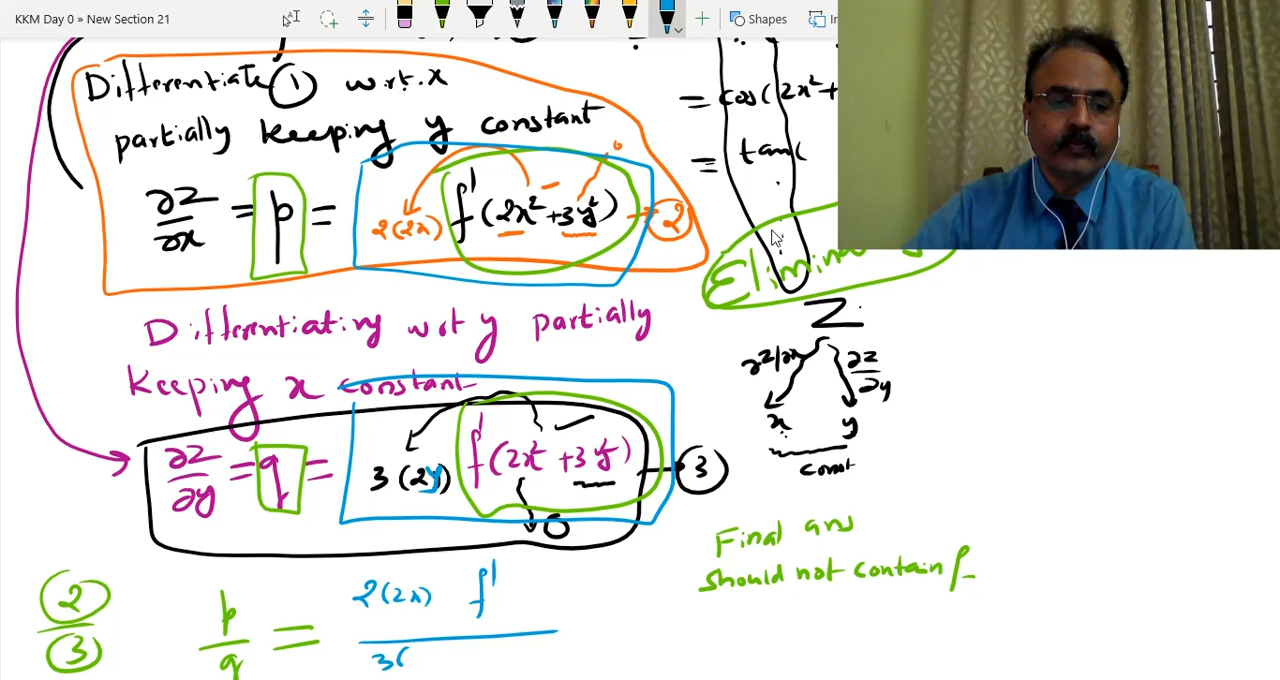 KKM Day 0 » New Section 21
Shapes
Differentiate ① w.r.t. x
partially keeping y constant
∂z/∂x = p = 2(2x) f'(2x² + 3y²) → ②
0
= cos(2x²+
= tan(
Differentiating w.r.t y partially
keeping x constant
∂z/∂y = q = 3(2y) f'(2x² + 3y²) → ③
0
Z
∂z/∂x ∂z/∂y
x y
const
Final ans
should not contain f
②/③ p/q = 2(2x) f' / 3(